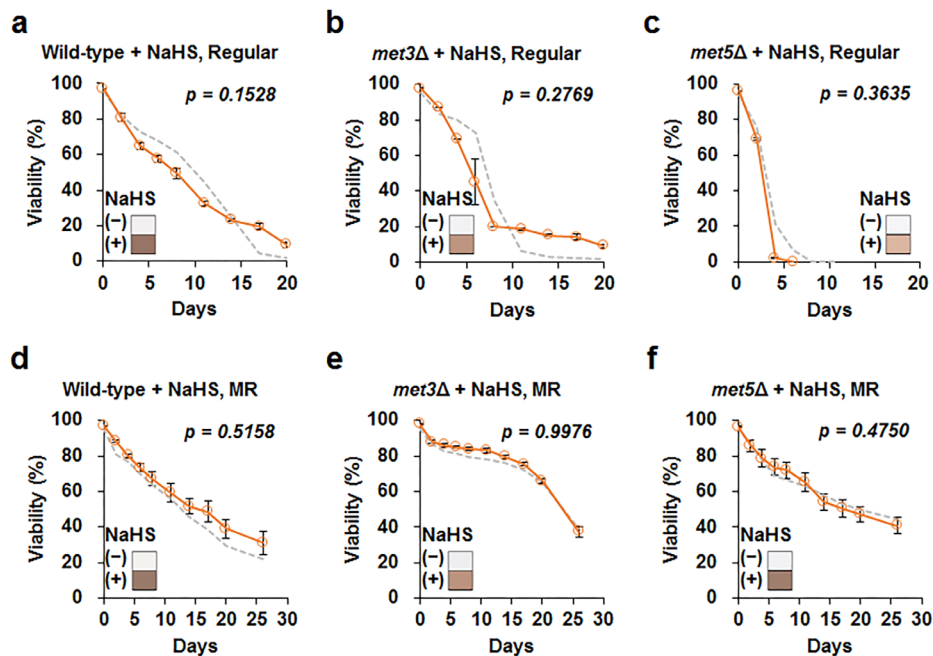 a
Wild-type + NaHS, Regular
p = 0.1528
Viability (%)
100
80
60
40
20
0
NaHS
(−)
(+)
0 5 10 15 20
Days
b
met3Δ + NaHS, Regular
p = 0.2769
Viability (%)
100
80
60
40
20
0
NaHS
(−)
(+)
0 5 10 15 20
Days
c
met5Δ + NaHS, Regular
p = 0.3635
Viability (%)
100
80
60
40
20
0
NaHS
(−)
(+)
0 5 10 15 20
Days
d
Wild-type + NaHS, MR
p = 0.5158
Viability (%)
100
80
60
40
20
0
NaHS
(−)
(+)
0 5 10 15 20 25 30
Days
e
met3Δ + NaHS, MR
p = 0.9976
Viability (%)
100
80
60
40
20
0
NaHS
(−)
(+)
0 5 10 15 20 25 30
Days
f
met5Δ + NaHS, MR
p = 0.4750
Viability (%)
100
80
60
40
20
0
NaHS
(−)
(+)
0 5 10 15 20 25 30
Days